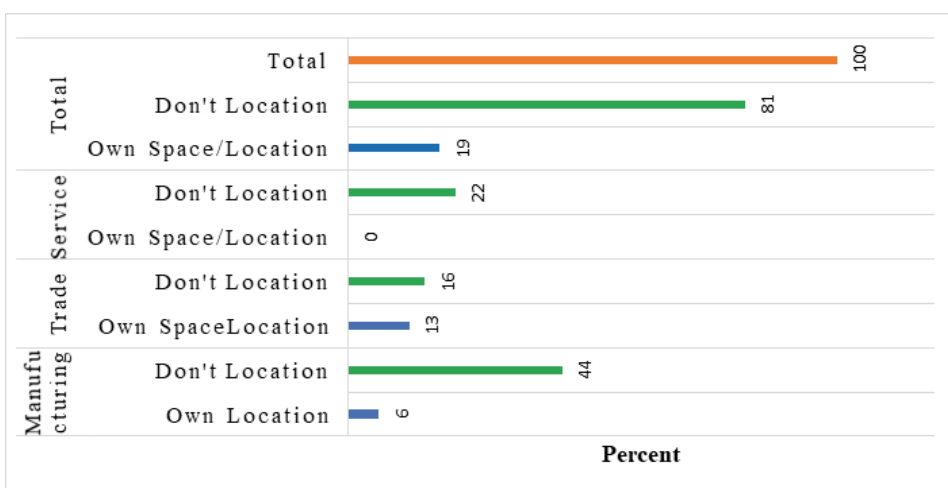 Total
Total
100
Don't Location
81
Own Space/Location
19
Service
Don't Location
22
Own Space/Location
0
Trade
Don't Location
16
Own SpaceLocation
13
Manufu
cturing
Don't Location
44
Own Location
6
Percent